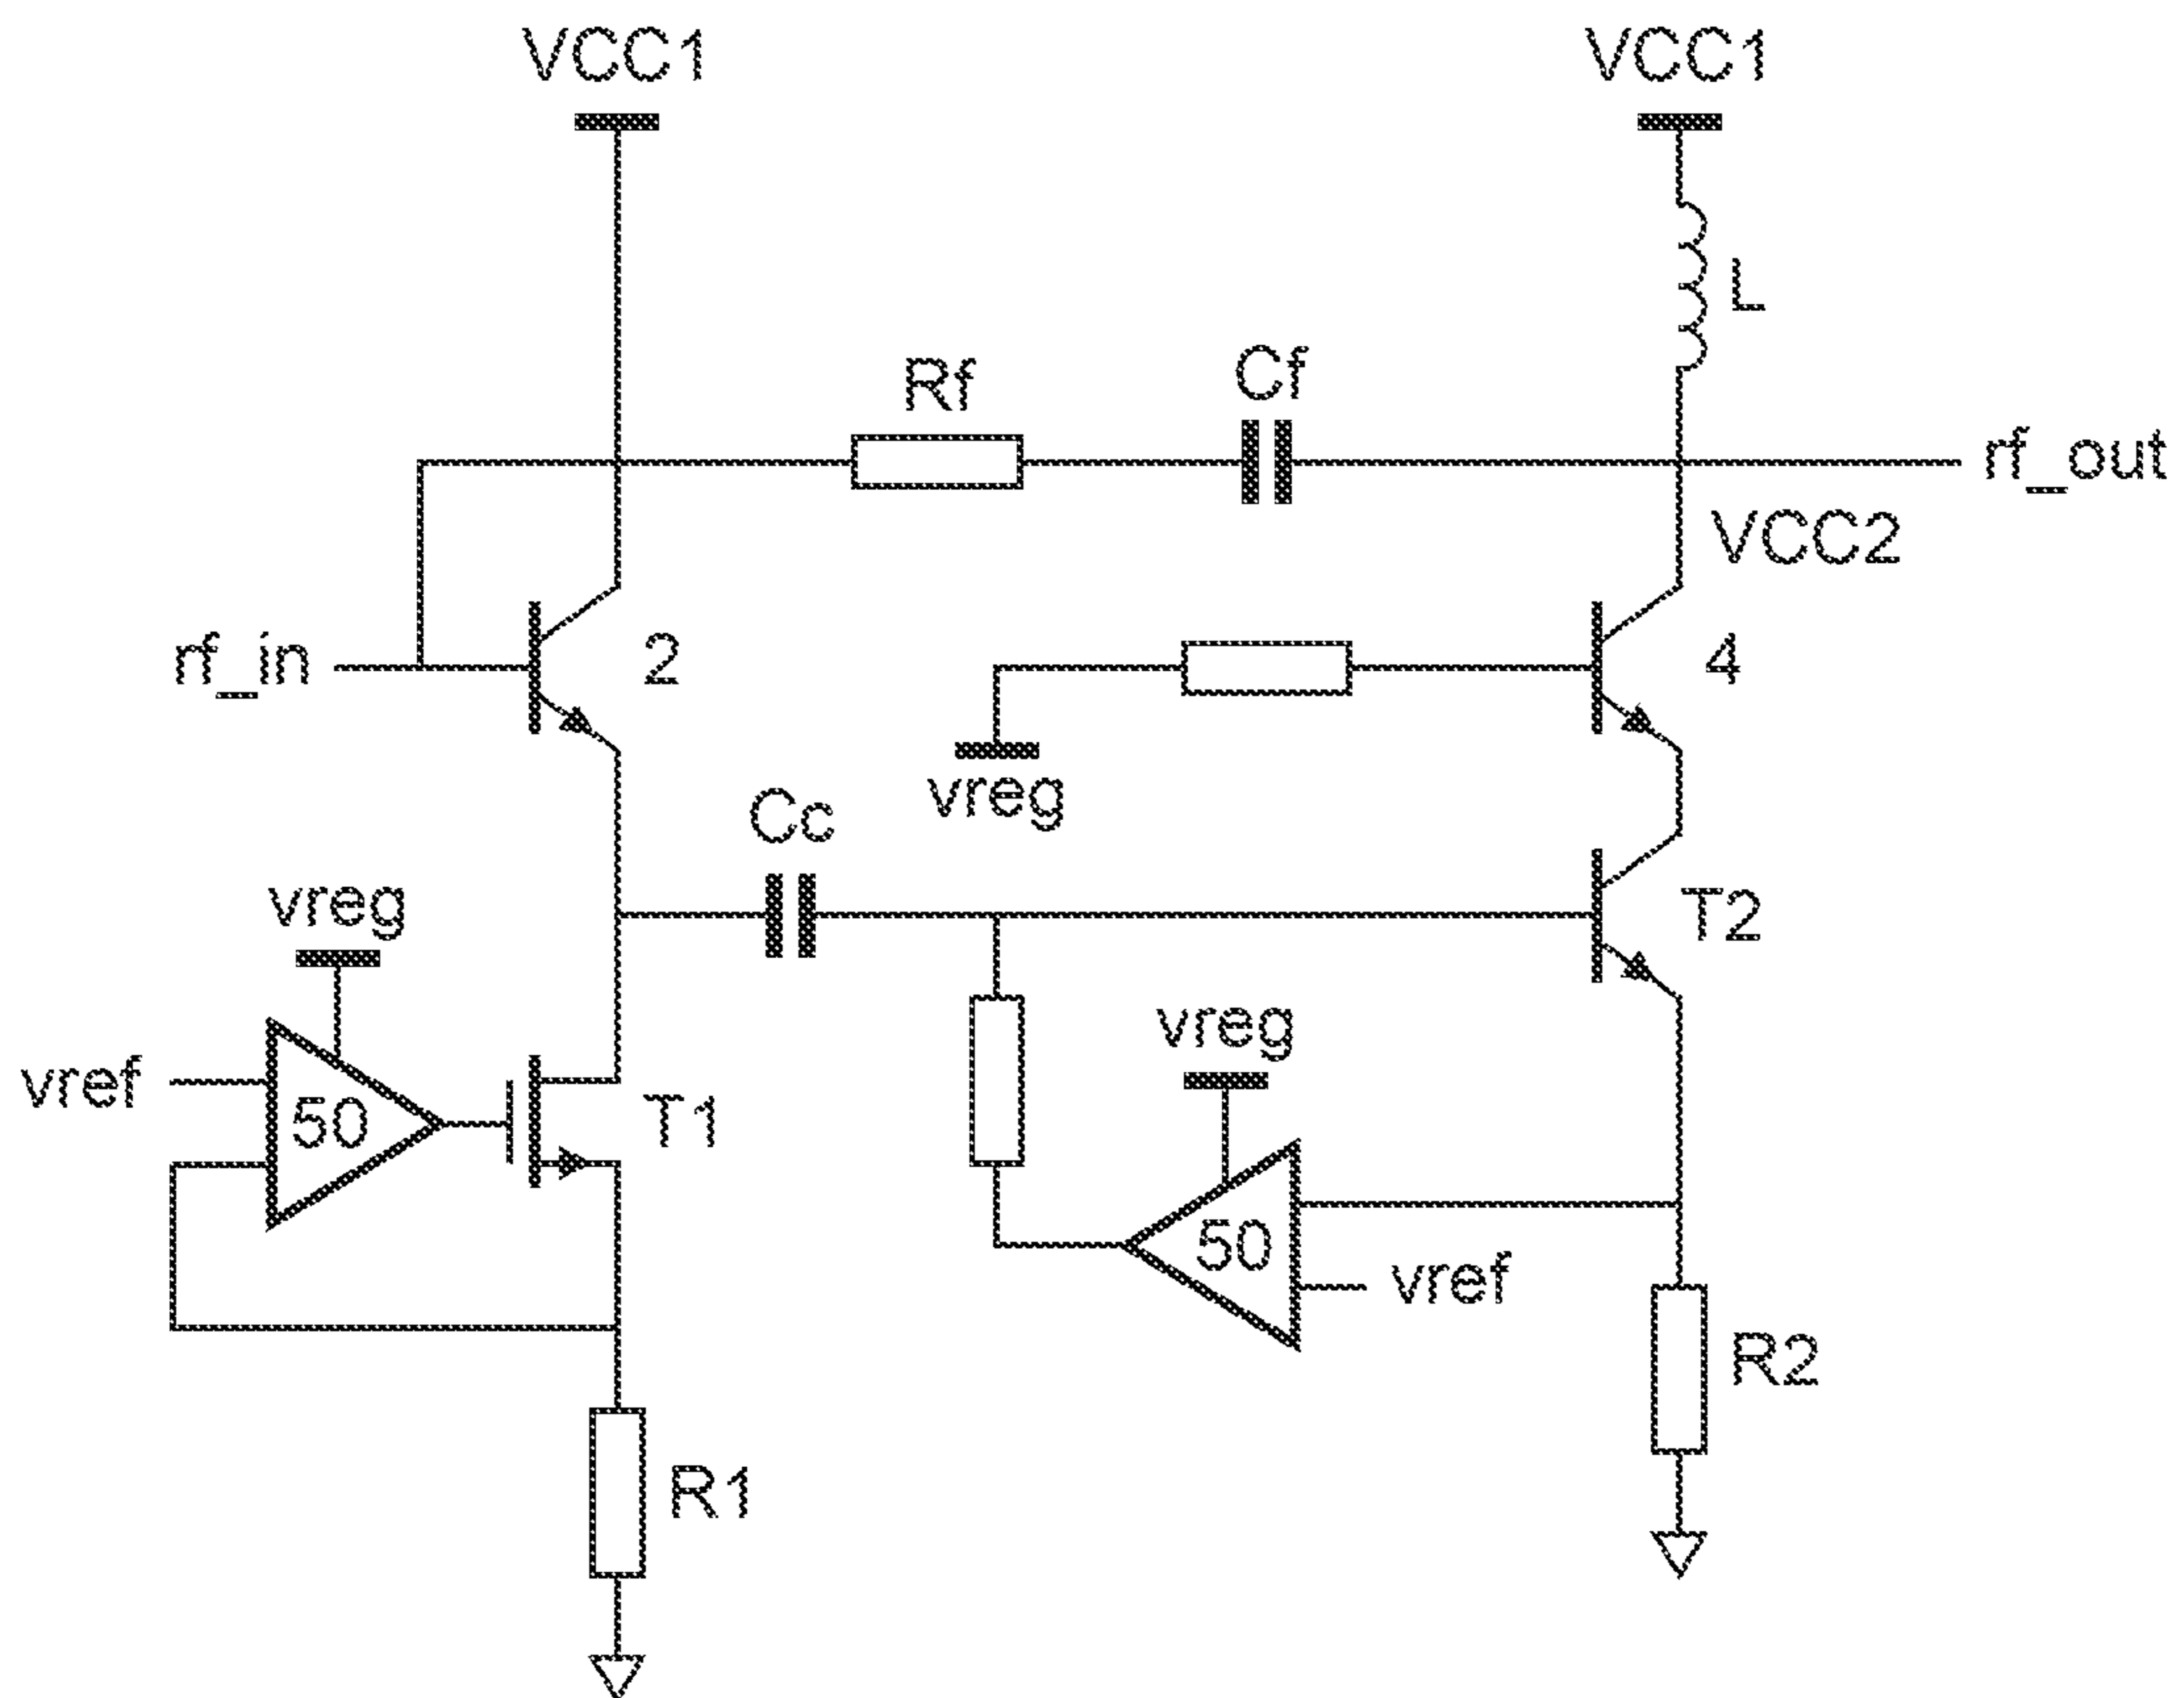 VCC1
VCC1
L
Rf
Cf
rf_out
VCC2
rf_in
2
4
vreg
Cc
vreg
T2
vreg
vref
50
T1
50
vref
R2
R1